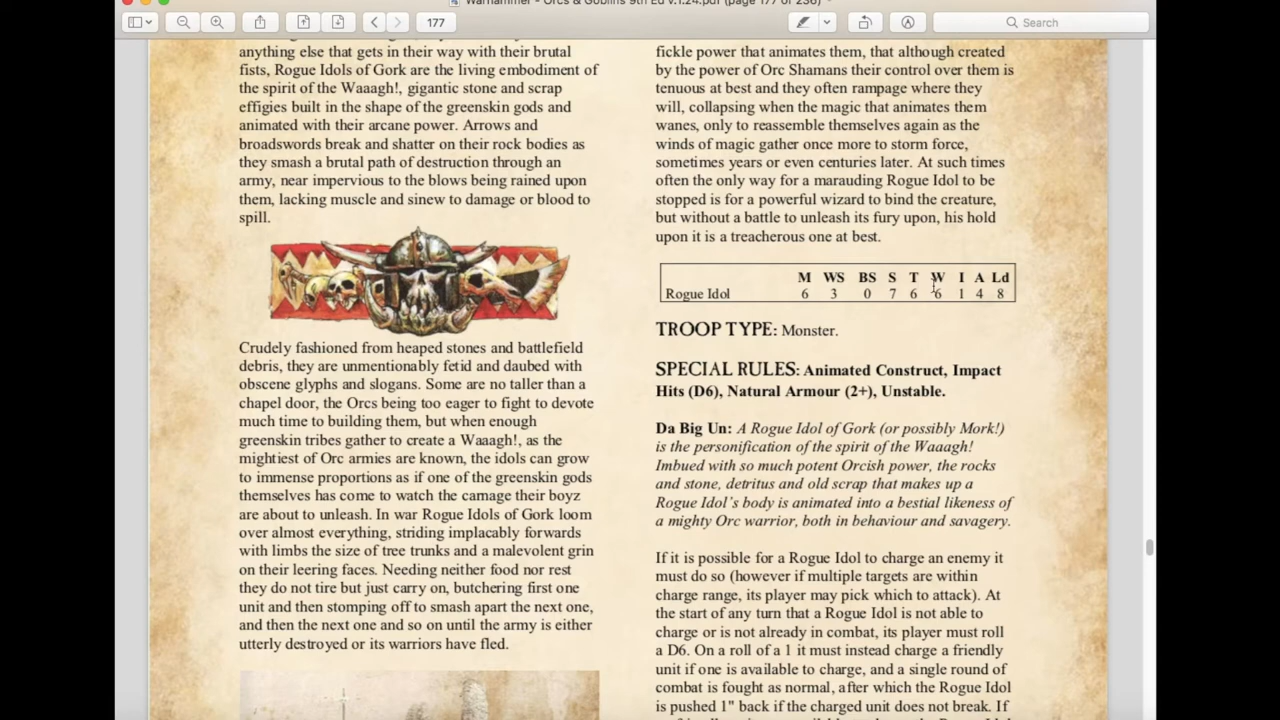 Warhammer - Orcs & Goblins 9th Ed v.1.24.pdf (page 177 of 236)
177
Search
anything else that gets in their way with their brutal
fists, Rogue Idols of Gork are the living embodiment of
the spirit of the Waaagh!, gigantic stone and scrap
effigies built in the shape of the greenskin gods and
animated with their arcane power. Arrows and
broadswords break and shatter on their rock bodies as
they smash a brutal path of destruction through an
army, near impervious to the blows being rained upon
them, lacking muscle and sinew to damage or blood to
spill.
Crudely fashioned from heaped stones and battlefield
debris, they are unmentionably fetid and daubed with
obscene glyphs and slogans. Some are no taller than a
chapel door, the Orcs being too eager to fight to devote
much time to building them, but when enough
greenskin tribes gather to create a Waaagh!, as the
mightiest of Orc armies are known, the idols can grow
to immense proportions as if one of the greenskin gods
themselves has come to watch the carnage their boyz
are about to unleash. In war Rogue Idols of Gork loom
over almost everything, striding implacably forwards
with limbs the size of tree trunks and a malevolent grin
on their leering faces. Needing neither food nor rest
they do not tire but just carry on, butchering first one
unit and then stomping off to smash apart the next one,
and then the next one and so on until the army is either
utterly destroyed or its warriors have fled.
fickle power that animates them, that although created
by the power of Orc Shamans their control over them is
tenuous at best and they often rampage where they
will, collapsing when the magic that animates them
wanes, only to reassemble themselves again as the
winds of magic gather once more to storm force,
sometimes years or even centuries later. At such times
often the only way for a marauding Rogue Idol to be
stopped is for a powerful wizard to bind the creature,
but without a battle to unleash its fury upon, his hold
upon it is a treacherous one at best.
M WS BS S T W I A Ld
Rogue Idol 6 3 0 7 6 6 1 4 8
TROOP TYPE: Monster.
SPECIAL RULES: Animated Construct, Impact
Hits (D6), Natural Armour (2+), Unstable.
Da Big Un: A Rogue Idol of Gork (or possibly Mork!)
is the personification of the spirit of the Waaagh!
Imbued with so much potent Orcish power, the rocks
and stone, detritus and old scrap that makes up a
Rogue Idol's body is animated into a bestial likeness of
a mighty Orc warrior, both in behaviour and savagery.
If it is possible for a Rogue Idol to charge an enemy it
must do so (however if multiple targets are within
charge range, its player may pick which to attack). At
the start of any turn that a Rogue Idol is not able to
charge or is not already in combat, its player must roll
a D6. On a roll of a 1 it must instead charge a friendly
unit if one is available to charge, and a single round of
combat is fought as normal, after which the Rogue Idol
is pushed 1" back if the charged unit does not break. If